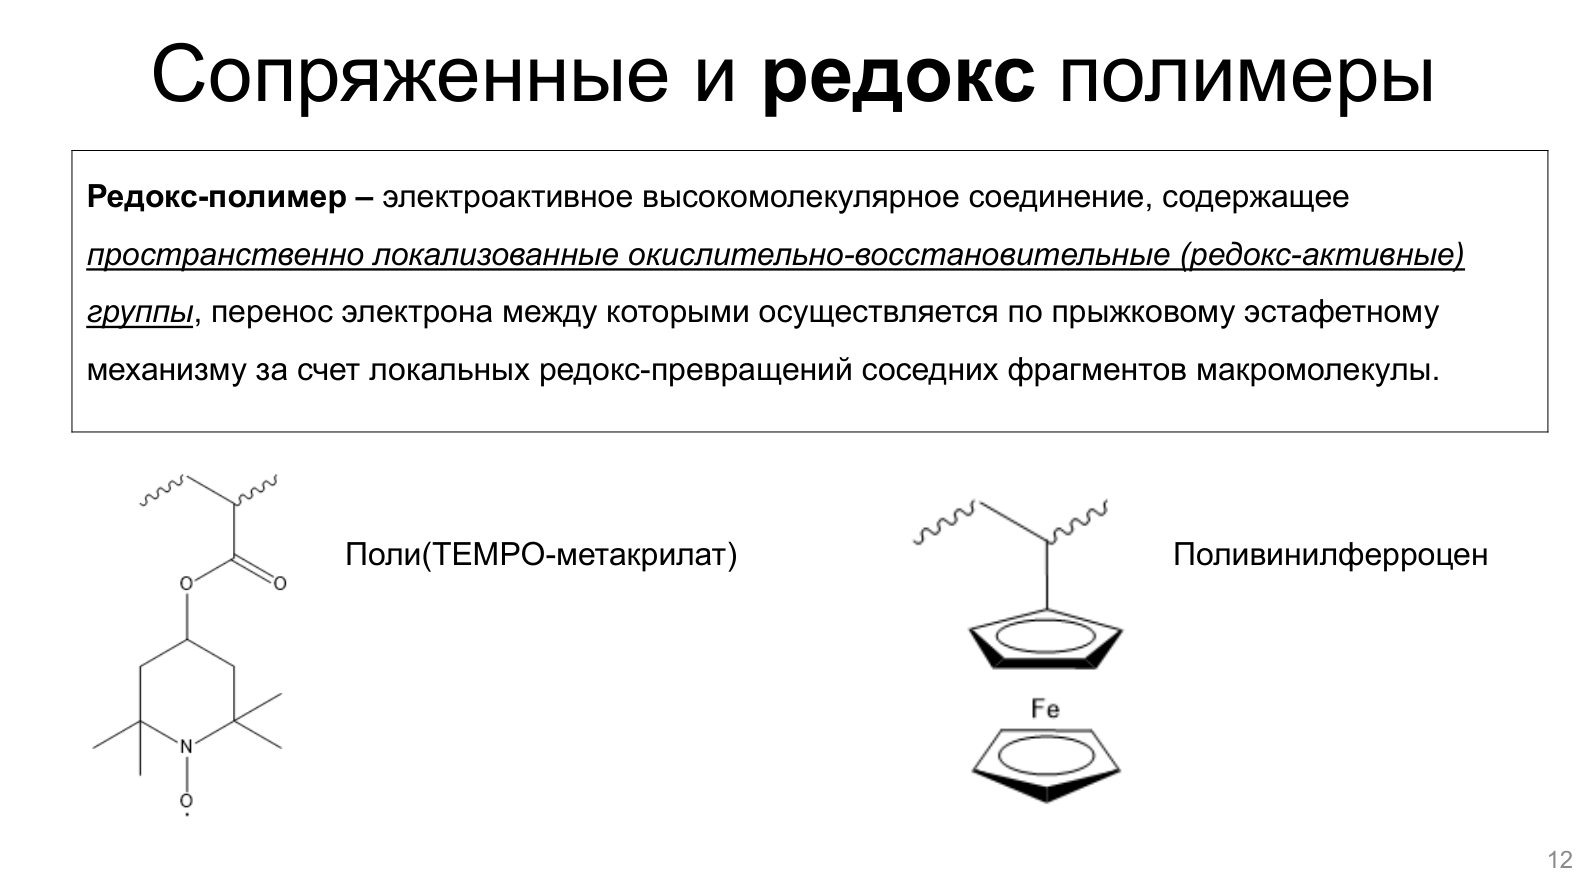 Сопряженные и редокс полимеры
Редокс-полимер – электроактивное высокомолекулярное соединение, содержащее
пространственно локализованные окислительно-восстановительные (редокс-активные)
группы, перенос электрона между которыми осуществляется по прыжковому эстафетному
механизму за счет локальных редокс-превращений соседних фрагментов макромолекулы.
Поли(TEMPO-метакрилат)
O
O
N
O
Поливинилферроцен
Fe
12